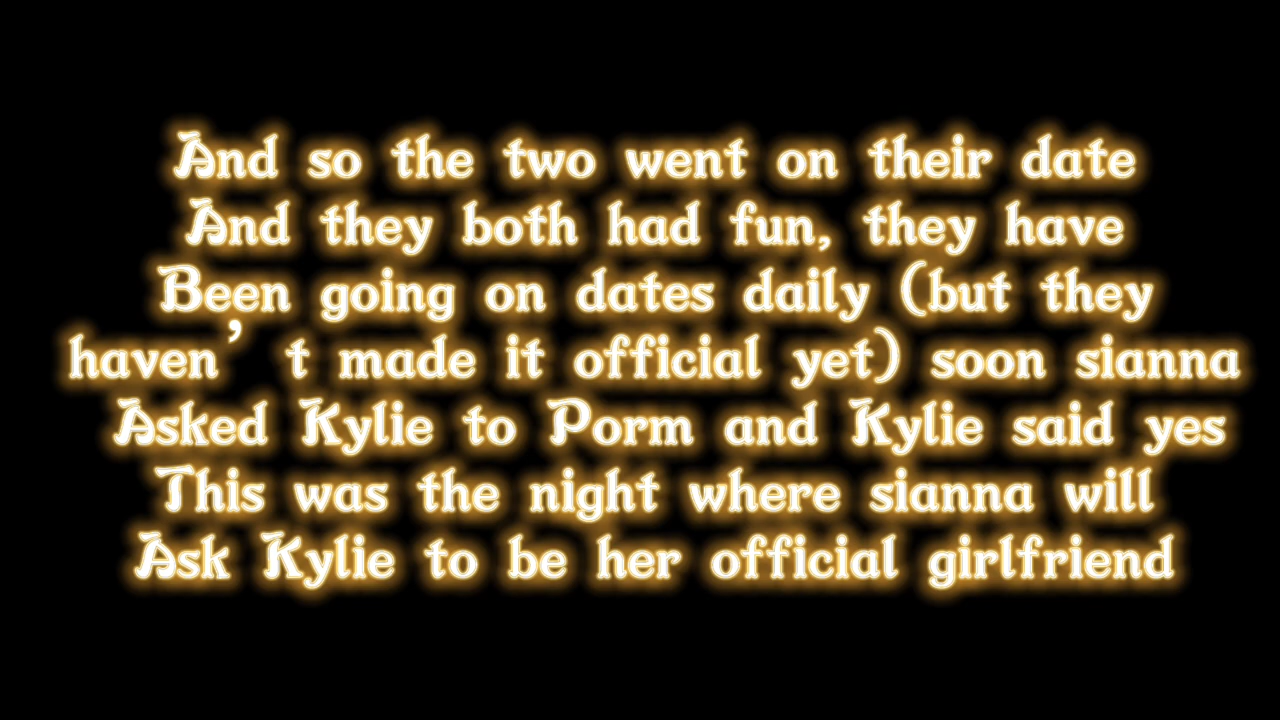 And so the two went on their date
And they both had fun, they have
Been going on dates daily (but they
haven’ t made it official yet) soon sianna
Asked Kylie to Porm and Kylie said yes
This was the night where sianna will
Ask Kylie to be her official girlfriend